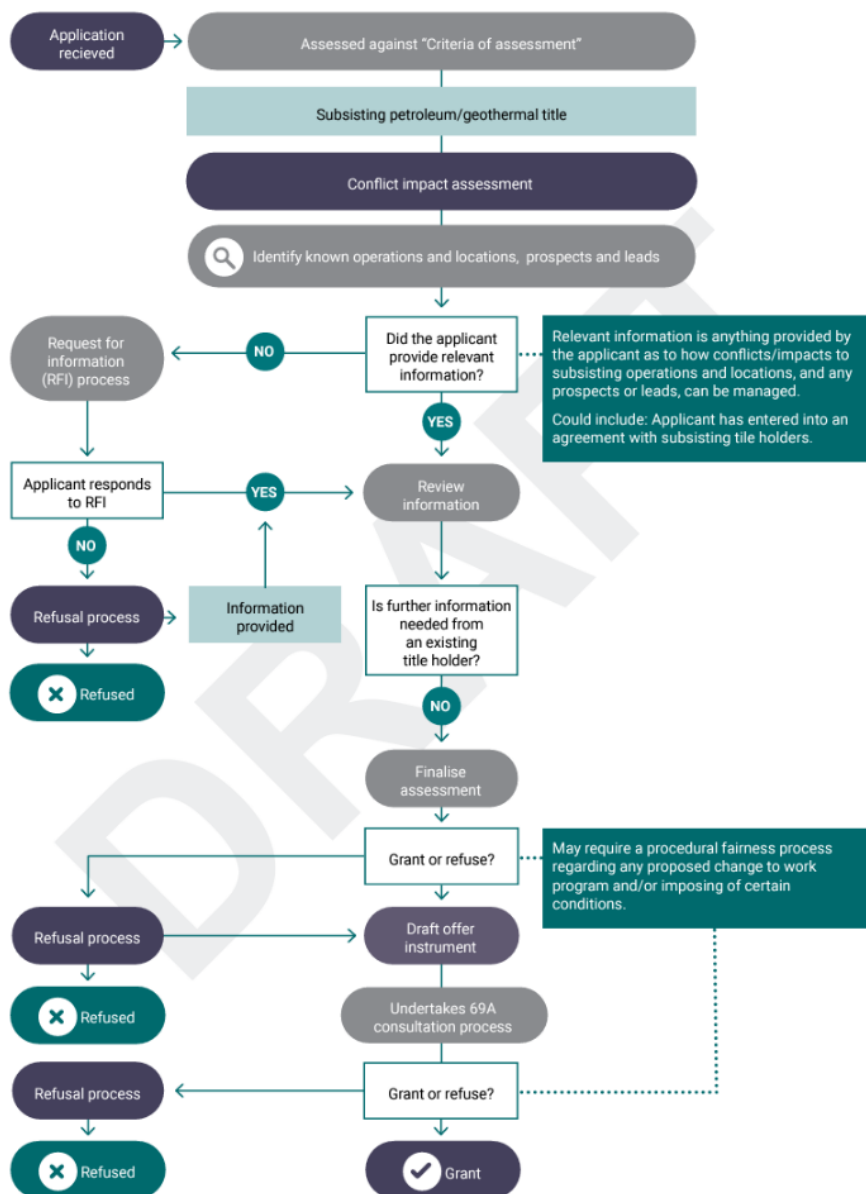 Application
recieved
Assessed against “Criteria of assessment”
Subsisting petroleum/geothermal title
Conflict impact assessment
Identify known operations and locations, prospects and leads
Request for
information
(RFI) process
NO
Did the applicant
provide relevant
information?
Relevant information is anything provided by
the applicant as to how conflicts/impacts to
subsisting operations and locations, and any
prospects or leads, can be managed.
Could include: Applicant has entered into an
agreement with subsisting tile holders.
YES
Applicant responds
to RFI
YES
Review
information
NO
Refusal process
Information
provided
Is further information
needed from
an existing
title holder?
Refused
NO
Finalise
assessment
Grant or refuse?
May require a procedural fairness process
regarding any proposed change to work
program and/or imposing of certain
conditions.
Refusal process
Draft offer
instrument
Refused
Undertakes 69A
consultation process
Refusal process
Grant or refuse?
Refused
Grant
DRAFT